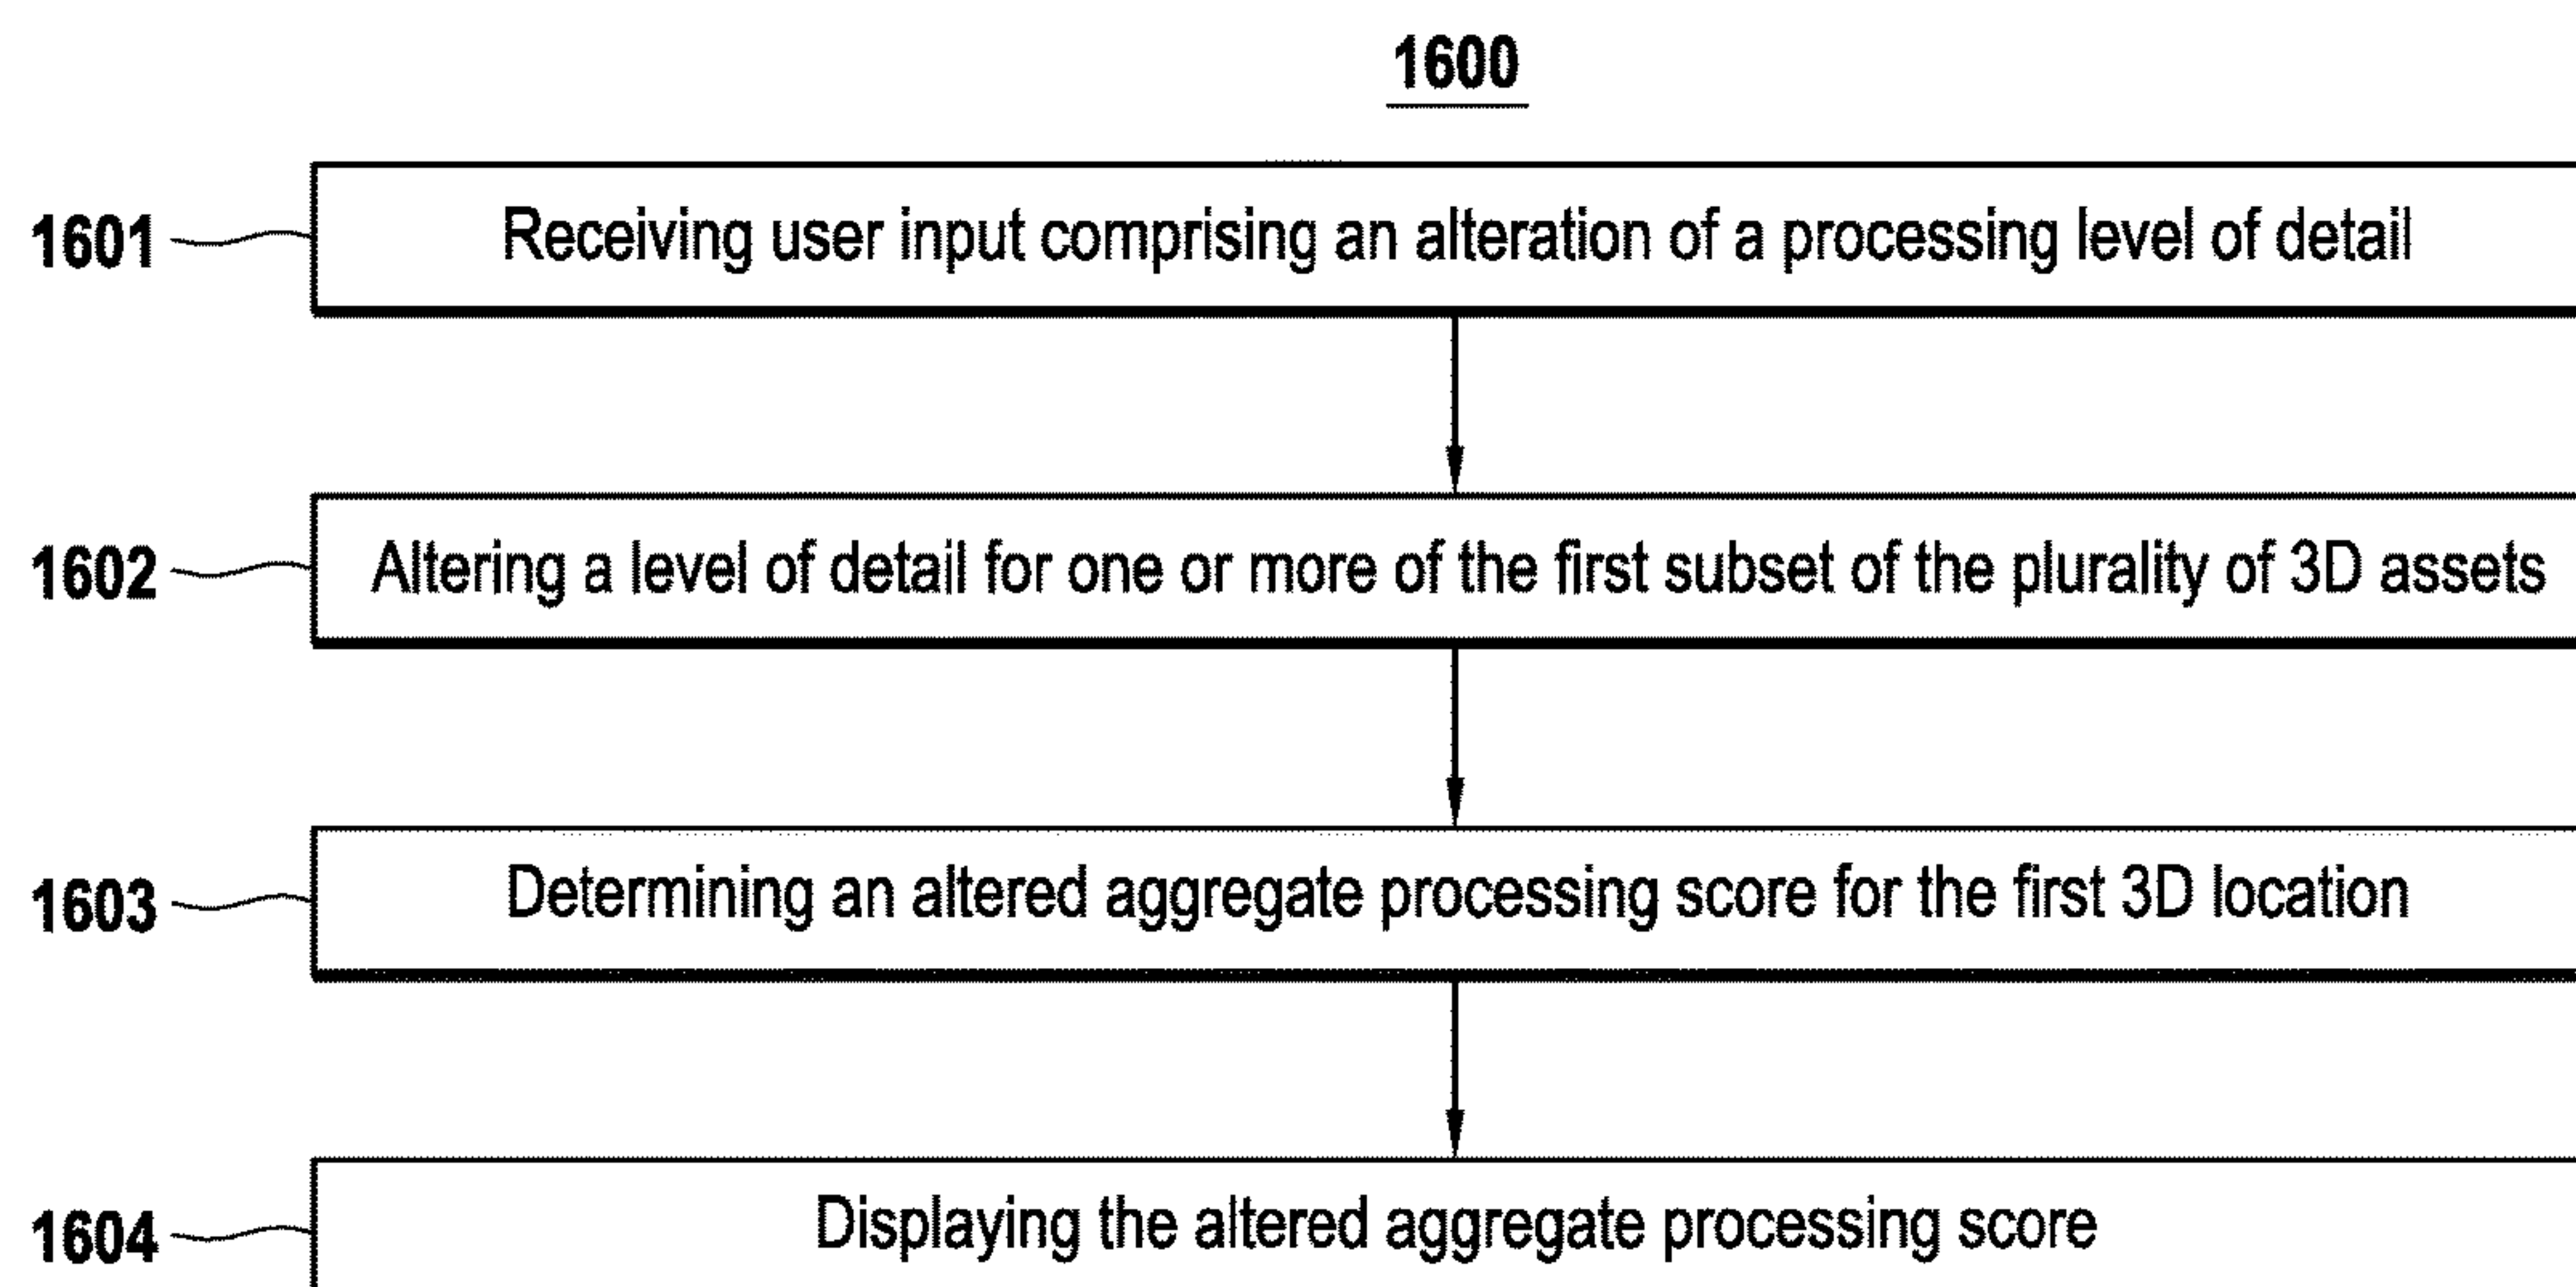 1600
1601 Receiving user input comprising an alteration of a processing level of detail
1602 Altering a level of detail for one or more of the first subset of the plurality of 3D assets
1603 Determining an altered aggregate processing score for the first 3D location
1604 Displaying the altered aggregate processing score